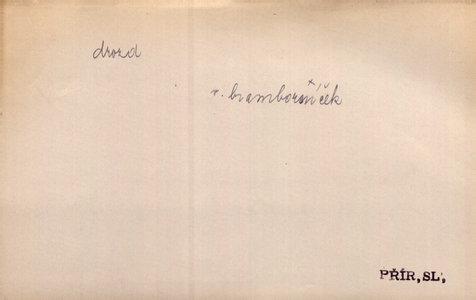 drozd
v. bramborníček
PŘÍR, SL,